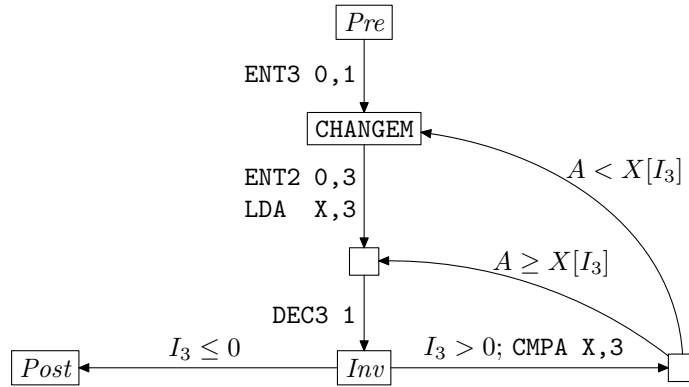 Pre
ENT3 0,1
CHANGEM
ENT2 0,3
LDA X,3
A < X[I₃]
A ≥ X[I₃]
DEC3 1
Post
I₃ ≤ 0
Inv
I₃ > 0; CMPA X,3